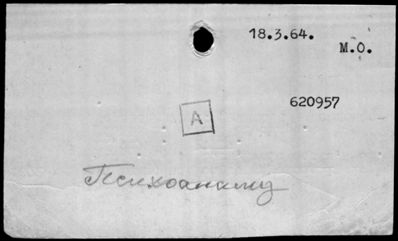 18.3.64.
М.О.
620957
А
Психоанализ